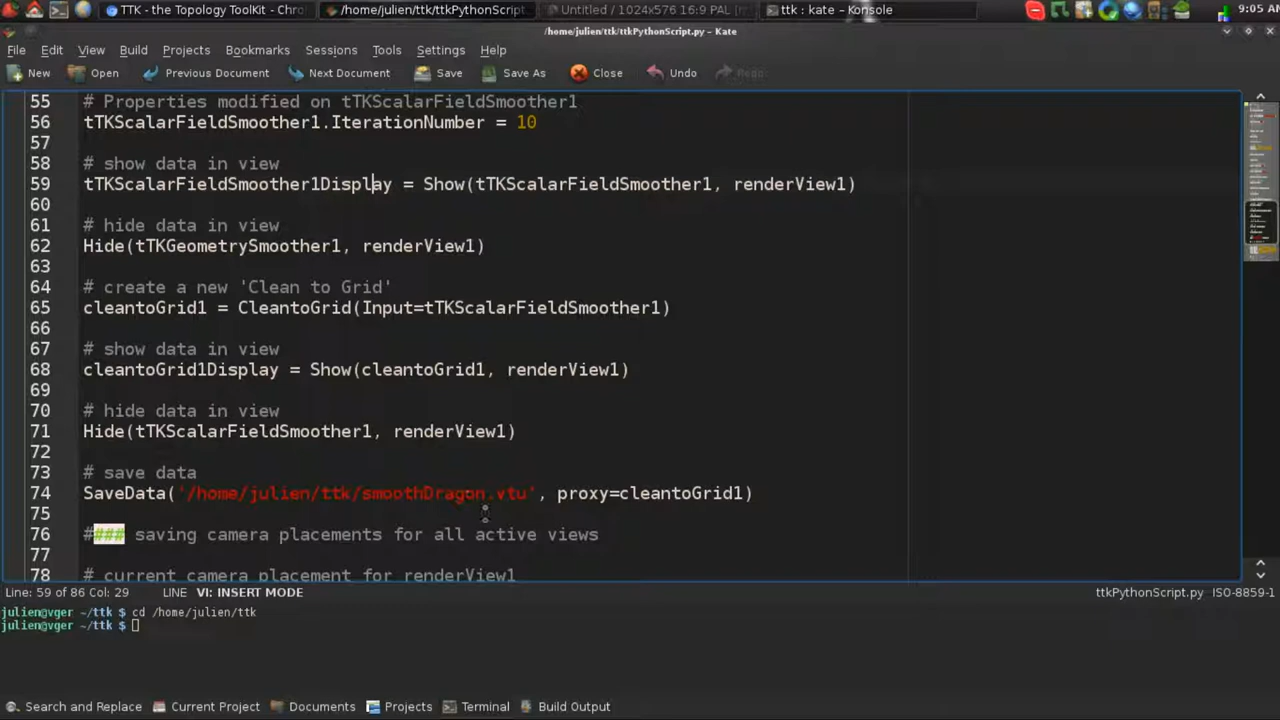 TTK - the Topology Toolkit - Chro
/home/julien/ttk/ttkPythonScript.
Untitled / 1024x576 16:9 PAL
ttk : kate - Konsole
9:05 AM
/home/julien/ttk/ttkPythonScript.py – Kate
File Edit View Build Projects Bookmarks Sessions Tools Settings Help
New Open Previous Document Next Document Save Save As Close Undo Redo
55 # Properties modified on tTKScalarFieldSmoother1
56 tTKScalarFieldSmoother1.IterationNumber = 10
57
58 # show data in view
59 tTKScalarFieldSmoother1Display = Show(tTKScalarFieldSmoother1, renderView1)
60
61 # hide data in view
62 Hide(tTKGeometrySmoother1, renderView1)
63
64 # create a new 'Clean to Grid'
65 cleantoGrid1 = CleantoGrid(Input=tTKScalarFieldSmoother1)
66
67 # show data in view
68 cleantoGrid1Display = Show(cleantoGrid1, renderView1)
69
70 # hide data in view
71 Hide(tTKScalarFieldSmoother1, renderView1)
72
73 # save data
74 SaveData('/home/julien/ttk/smoothDragon.vtu', proxy=cleantoGrid1)
75
76 #### saving camera placements for all active views
77
78 # current camera placement for renderView1
Line: 59 of 86 Col: 29 VI: INSERT MODE ttkPythonScript.py ISO-8859-1
julien@vger ~/ttk $ cd /home/julien/ttk
julien@vger ~/ttk $
Search and Replace Current Project Documents Projects Terminal Build Output